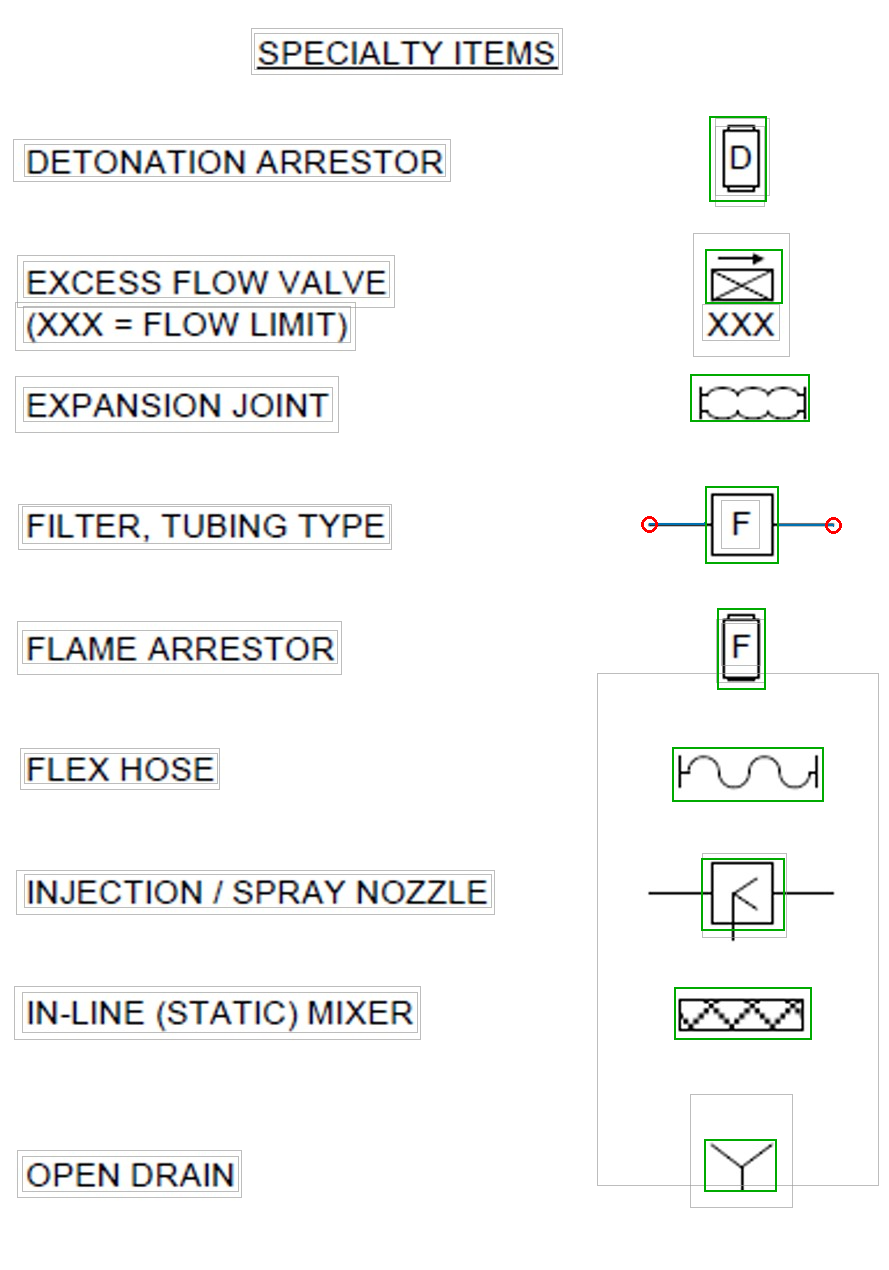 SPECIALTY ITEMS
DETONATION ARRESTOR
D
EXCESS FLOW VALVE
(XXX = FLOW LIMIT)
XXX
EXPANSION JOINT
FILTER, TUBING TYPE
F
FLAME ARRESTOR
F
FLEX HOSE
INJECTION / SPRAY NOZZLE
IN-LINE (STATIC) MIXER
OPEN DRAIN